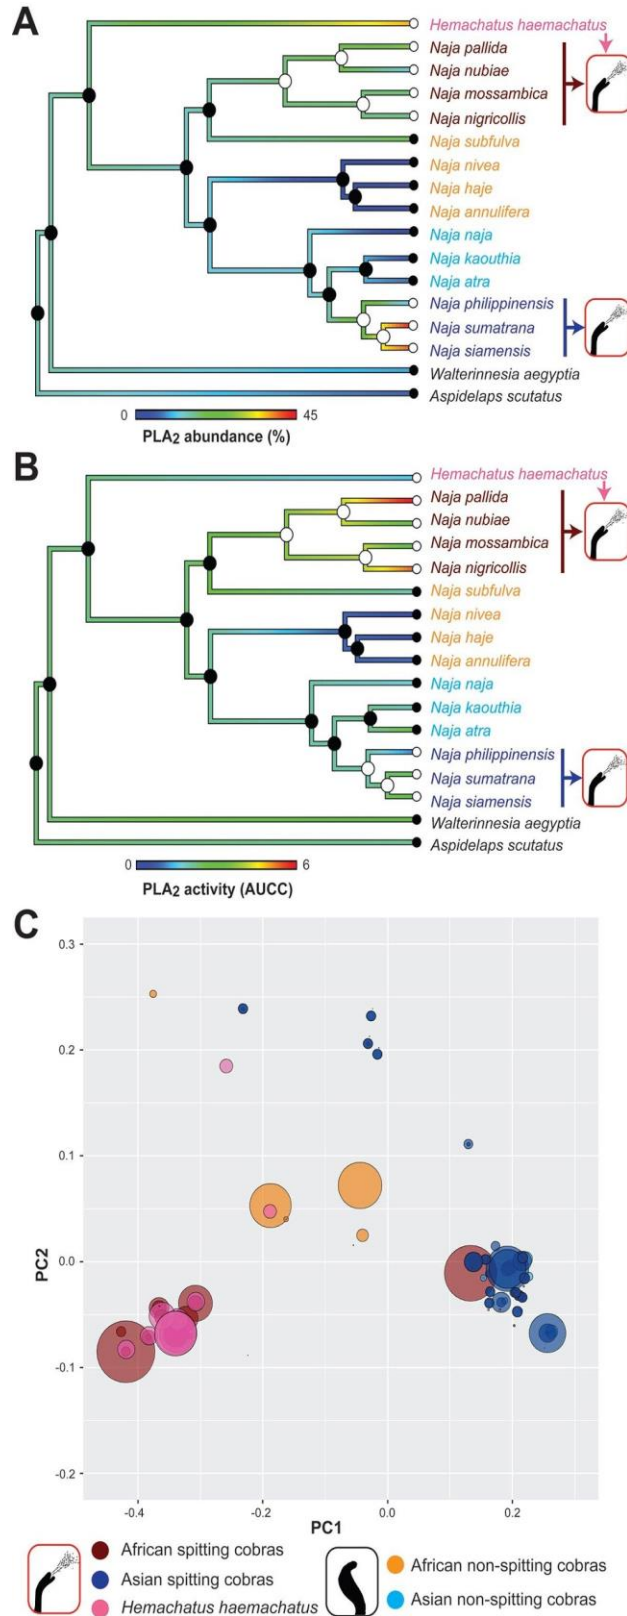 A
Hemachatus haemachatus
Naja pallida
Naja nubiae
Naja mossambica
Naja nigricollis
Naja subfulva
Naja nivea
Naja haje
Naja annulifera
Naja naja
Naja kaouthia
Naja atra
Naja philippinensis
Naja sumatrana
Naja siamensis
Walterinnesia aegyptia
Aspidelaps scutatus
0 45
PLA2 abundance (%)
B
Hemachatus haemachatus
Naja pallida
Naja nubiae
Naja mossambica
Naja nigricollis
Naja subfulva
Naja nivea
Naja haje
Naja annulifera
Naja naja
Naja kaouthia
Naja atra
Naja philippinensis
Naja sumatrana
Naja siamensis
Walterinnesia aegyptia
Aspidelaps scutatus
0 6
PLA2 activity (AUCC)
C
0.3
0.2
0.1
0.0
-0.1
-0.2
PC2
-0.4 -0.2 0.0 0.2
PC1
African spitting cobras
Asian spitting cobras
Hemachatus haemachatus
African non-spitting cobras
Asian non-spitting cobras